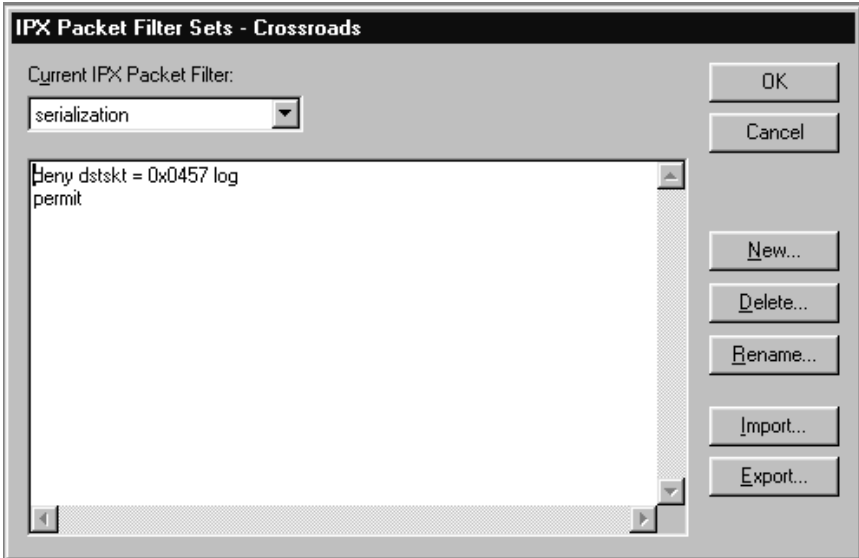 IPX Packet Filter Sets - Crossroads
Current IPX Packet Filter:
OK
serialization
Cancel
deny dstskt = 0x0457 log
permit
New...
Delete...
Rename...
Import...
Export...